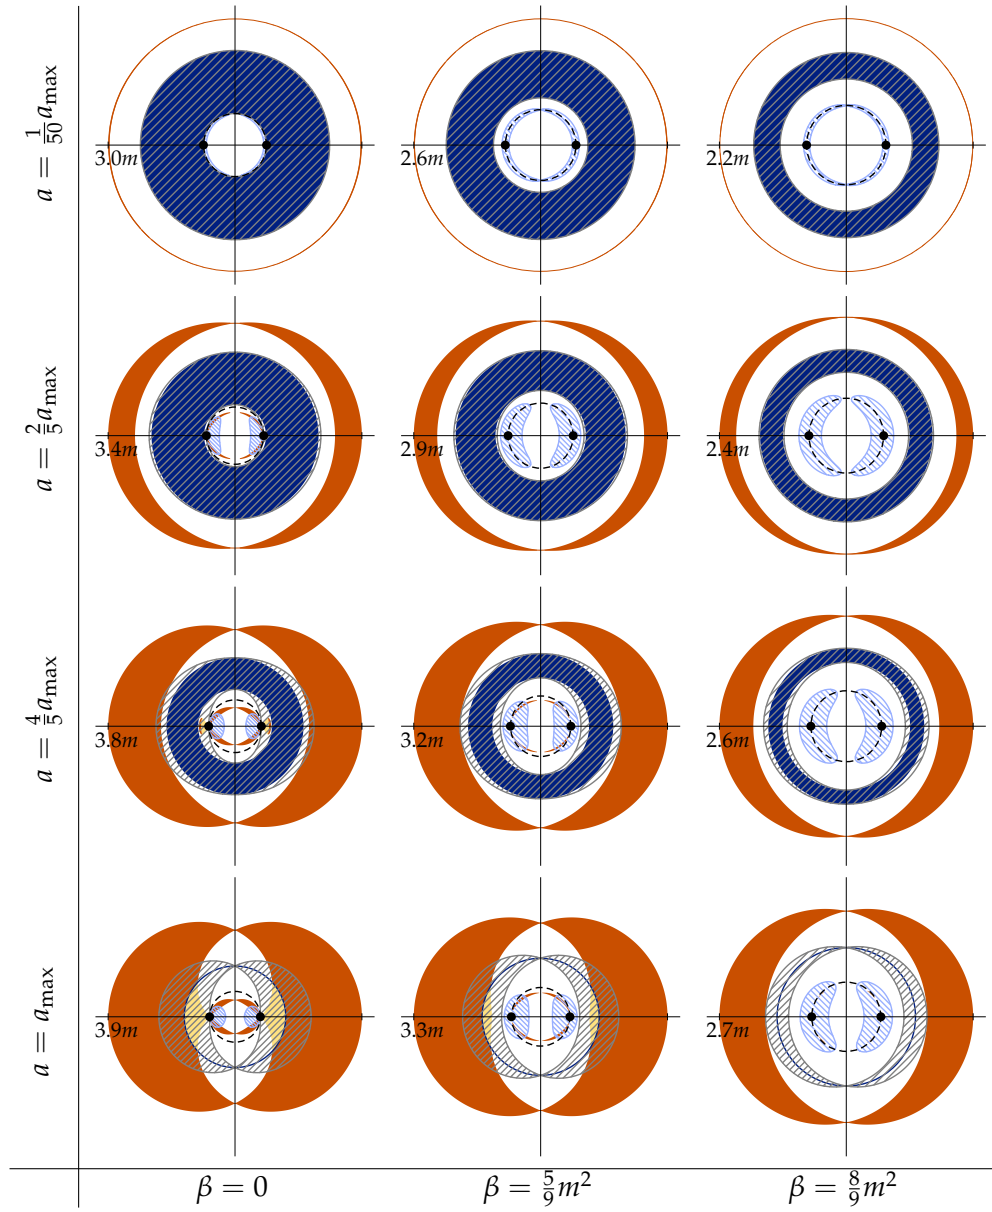 a = 1/50 a_max
3.0m 2.6m 2.2m
a = 2/5 a_max
3.4m 2.9m 2.4m
a = 4/5 a_max
3.8m 3.2m 2.6m
a = a_max
3.9m 3.3m 2.7m
β = 0 β = 5/9 m² β = 8/9 m²